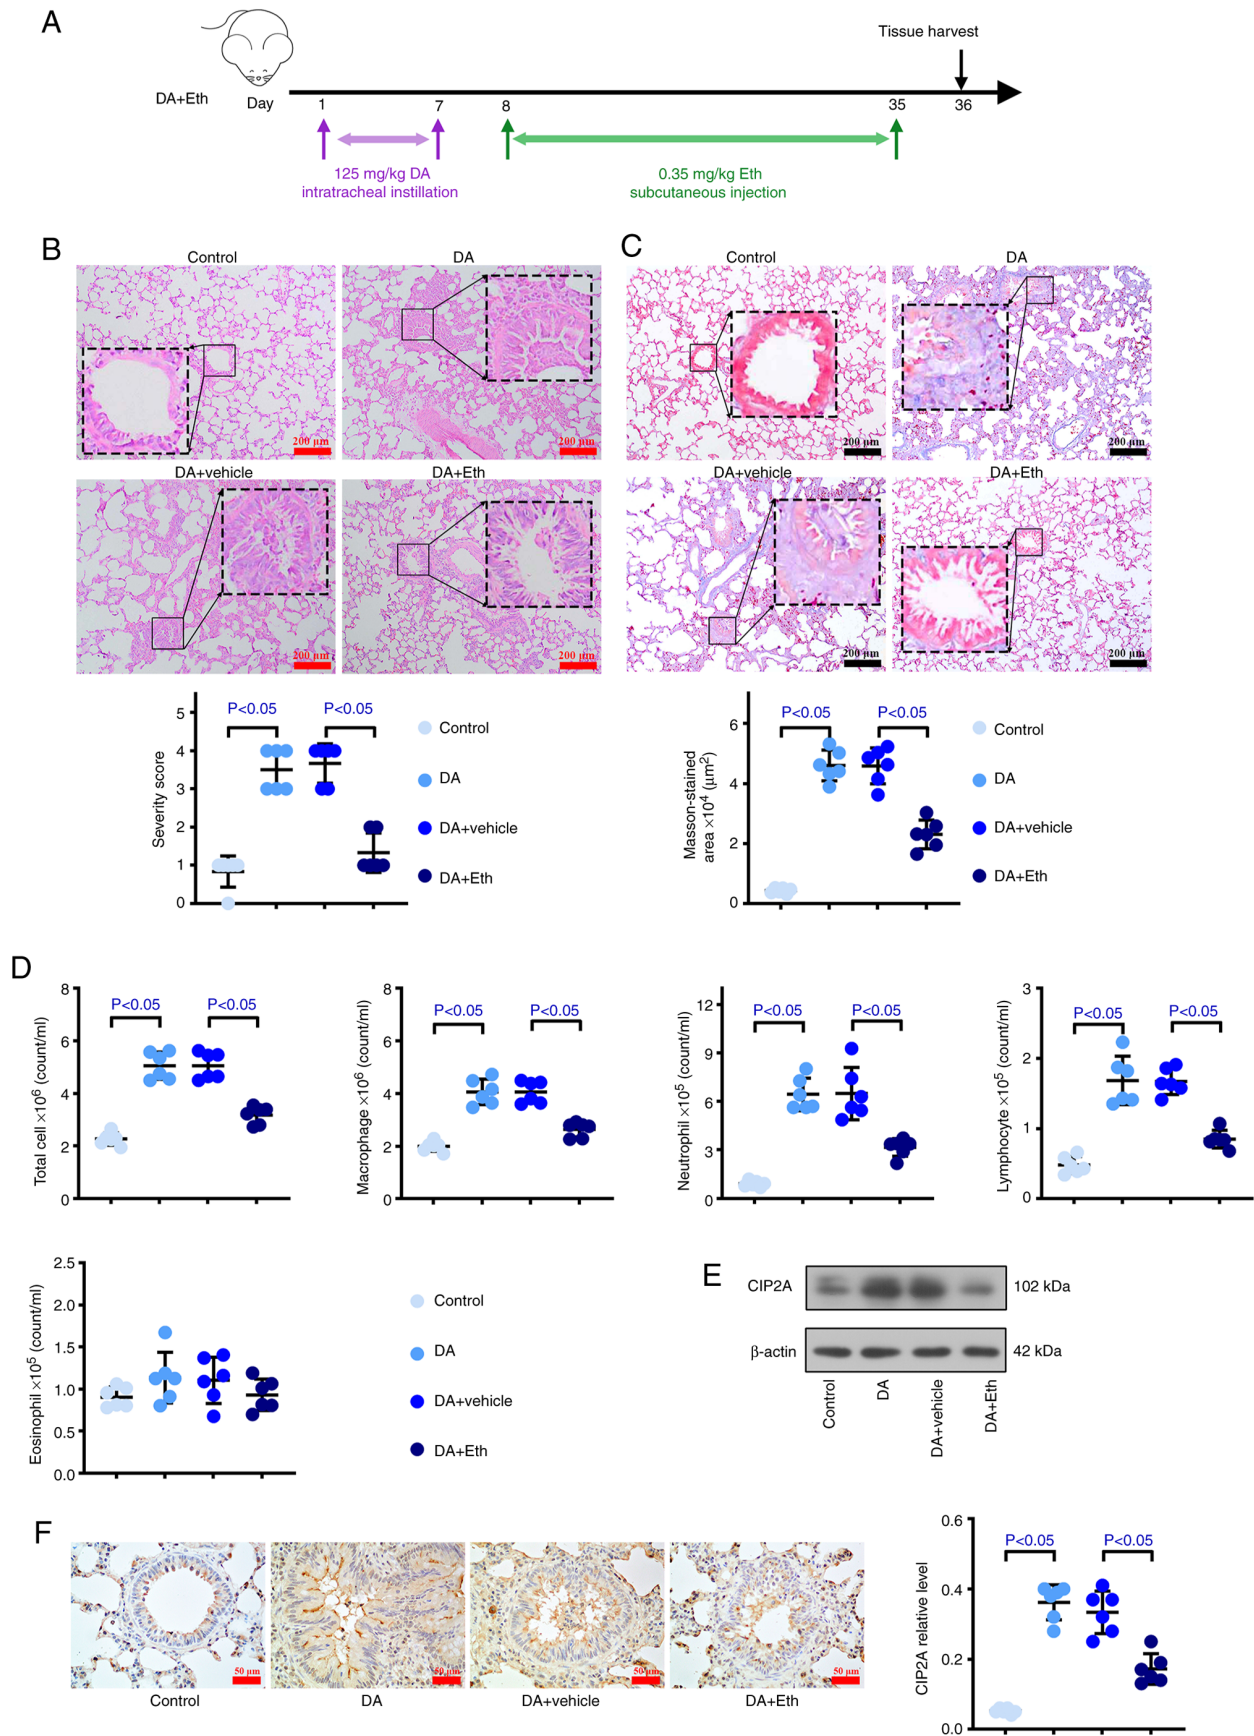 A
Tissue harvest
DA+Eth
Day
1
7
8
35
36
125 mg/kg DA
intratracheal instillation
0.35 mg/kg Eth
subcutaneous injection
B
Control
DA
200 µm
200 µm
DA+vehicle
DA+Eth
200 µm
200 µm
C
Control
DA
200 µm
200 µm
DA+vehicle
DA+Eth
200 µm
200 µm
Severity score
5
4
3
2
1
0
P<0.05
P<0.05
Control
DA
DA+vehicle
DA+Eth
Masson-stained
area ×10⁴ (µm²)
6
4
2
0
P<0.05
P<0.05
Control
DA
DA+vehicle
DA+Eth
D
Total cell ×10⁶ (count/ml)
8
6
4
2
0
P<0.05
P<0.05
Macrophage ×10⁶ (count/ml)
8
6
4
2
0
P<0.05
P<0.05
Neutrophil ×10⁵ (count/ml)
12
9
6
3
0
P<0.05
P<0.05
Lymphocyte ×10⁵ (count/ml)
3
2
1
0
P<0.05
P<0.05
Eosinophil ×10⁵ (count/ml)
2.5
2.0
1.5
1.0
0.5
0.0
Control
DA
DA+vehicle
DA+Eth
E
CIP2A
102 kDa
β-actin
42 kDa
Control
DA
DA+vehicle
DA+Eth
F
50 µm
50 µm
50 µm
50 µm
Control
DA
DA+vehicle
DA+Eth
CIP2A relative level
0.6
0.4
0.2
0.0
P<0.05
P<0.05